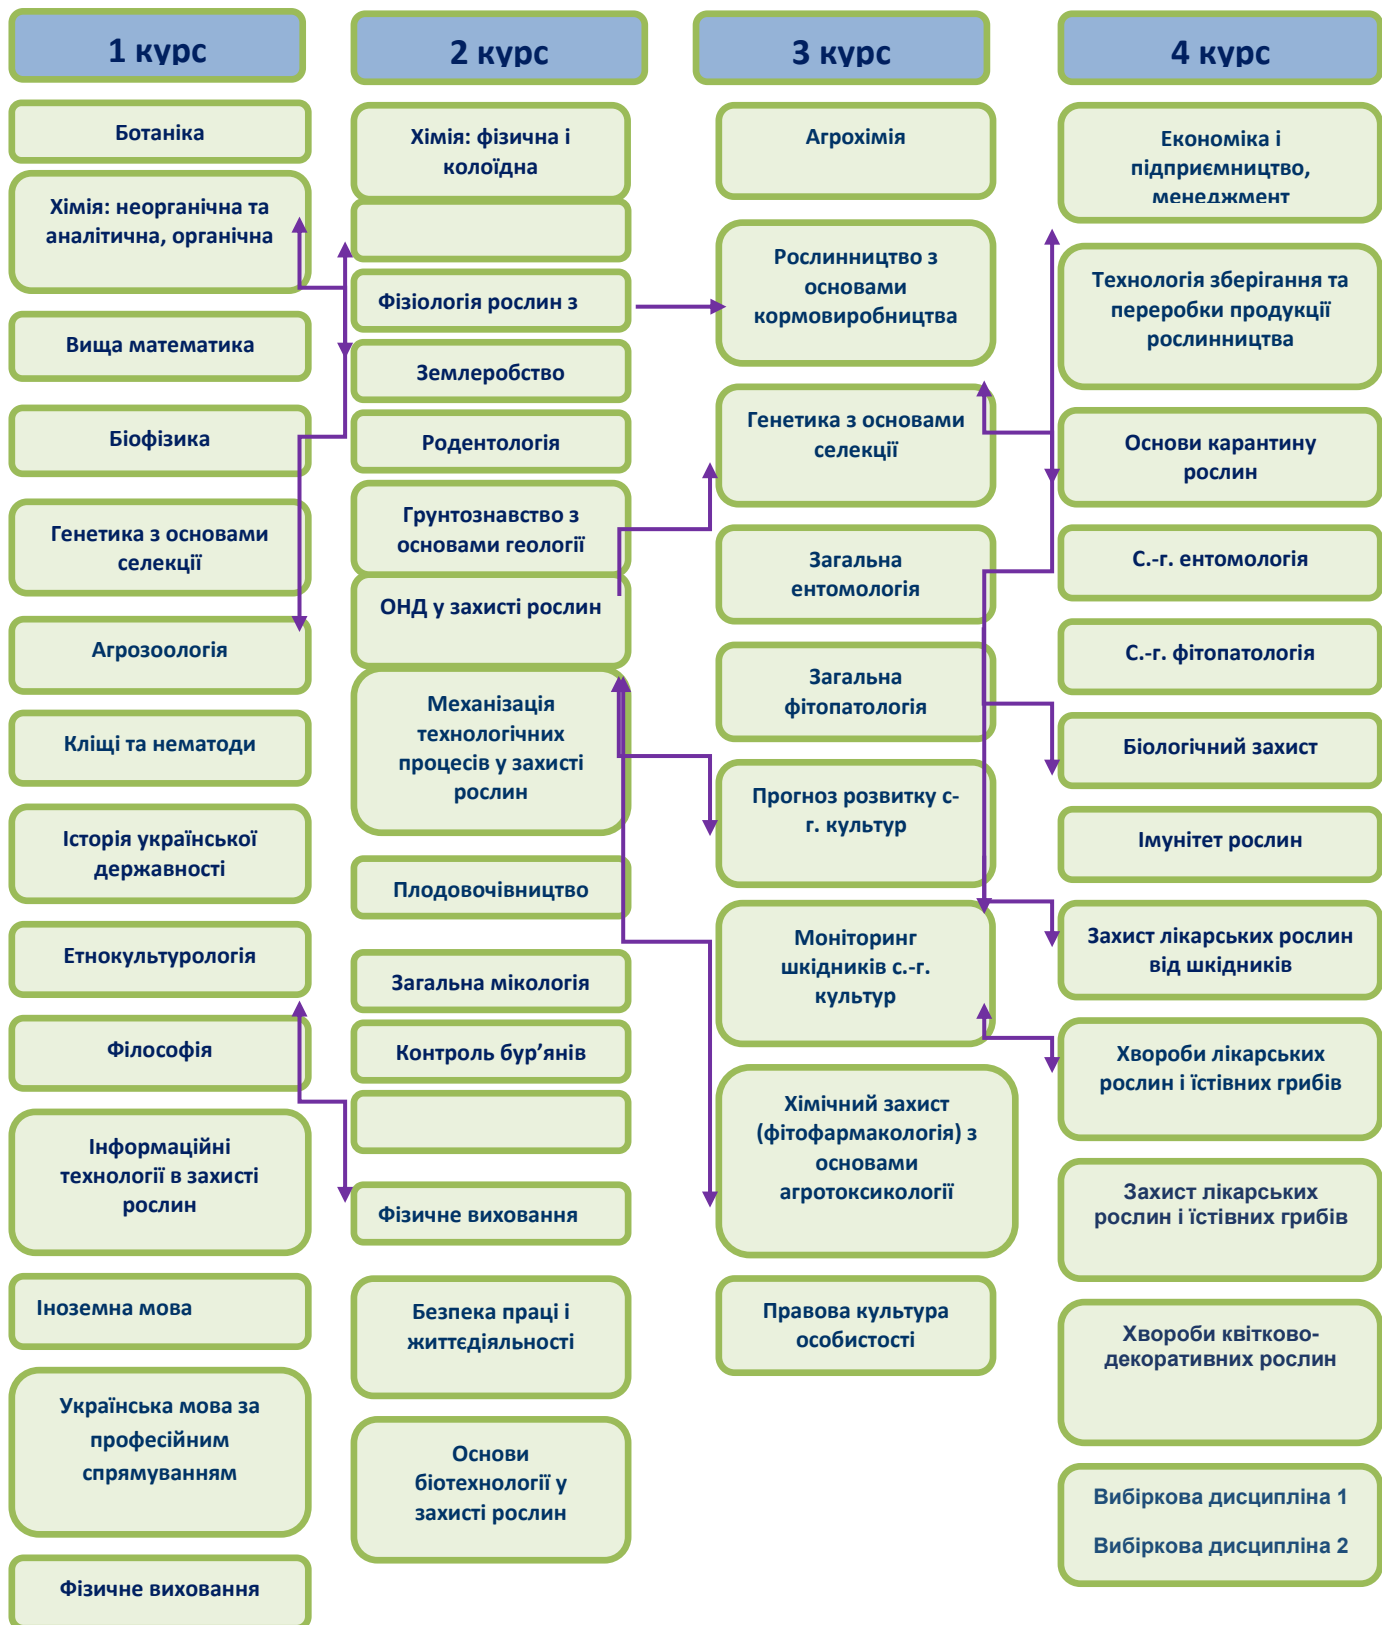 1 курс
Ботаніка
Хімія: неорганічна та
аналітична, органічна
Вища математика
Біофізика
Генетика з основами
селекції
Агрозоологія
Кліщі та нематоди
Історія української
державності
Етнокультурологія
Філософія
Інформаційні
технології в захисті
рослин
Іноземна мова
Українська мова за
професійним
спрямуванням
Фізичне виховання
2 курс
Хімія: фізична і
колоїдна
Фізіологія рослин з
Землеробство
Родентологія
Грунтознавство з
основами геології
ОНД у захисті рослин
Механізація
технологічних
процесів у захисті
рослин
Плодовочівництво
Загальна мікологія
Контроль бур’янів
Фізичне виховання
Безпека праці і
життєдіяльності
Основи
біотехнології у
захисті рослин
3 курс
Агрохімія
Рослинництво з
основами
кормовиробництва
Генетика з основами
селекції
Загальна
ентомологія
Загальна
фітопатологія
Прогноз розвитку с-
г. культур
Моніторинг
шкідників с.-г.
культур
Хімічний захист
(фітофармакологія) з
основами
агротоксикології
Правова культура
особистості
4 курс
Економіка і
підприємництво,
менеджмент
Технологія зберігання та
переробки продукції
рослинництва
Основи карантину
рослин
С.-г. ентомологія
С.-г. фітопатологія
Біологічний захист
Імунітет рослин
Захист лікарських рослин
від шкідників
Хвороби лікарських
рослин і їстівних грибів
Захист лікарських
рослин і їстівних грибів
Хвороби квітково-
декоративних рослин
Вибіркова дисципліна 1
Вибіркова дисципліна 2